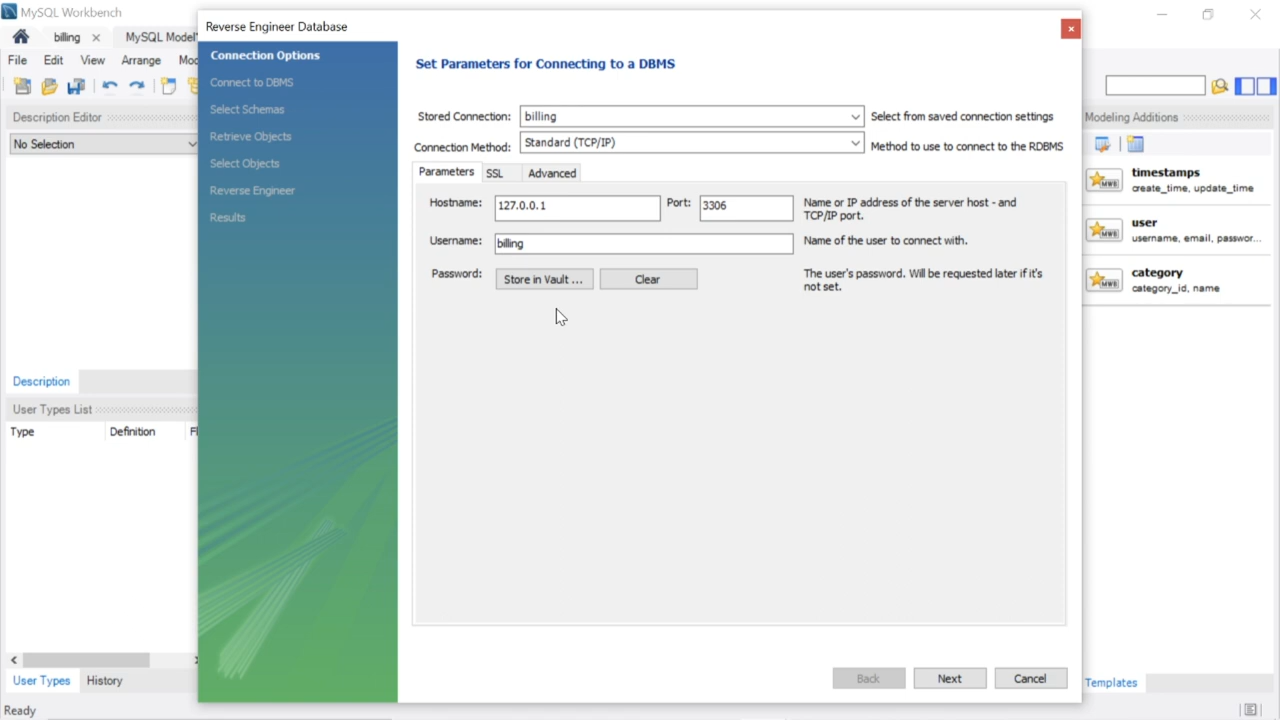 MySQL Workbench
billing
MySQL Model
File Edit View Arrange
Description Editor
No Selection
Description
User Types List
Type Definition
User Types History
Ready
Reverse Engineer Database
Connection Options
Connect to DBMS
Select Schemas
Retrieve Objects
Select Objects
Reverse Engineer
Results
Set Parameters for Connecting to a DBMS
Stored Connection: billing Select from saved connection settings
Connection Method: Standard (TCP/IP) Method to use to connect to the RDBMS
Parameters SSL Advanced
Hostname: 127.0.0.1 Port: 3306 Name or IP address of the server host - and
TCP/IP port.
Username: billing Name of the user to connect with.
Password: Store in Vault ... Clear The user's password. Will be requested later if it's
not set.
Back Next Cancel
Modeling Additions
timestamps
create_time, update_time
user
username, email, passwor...
category
category_id, name
Templates